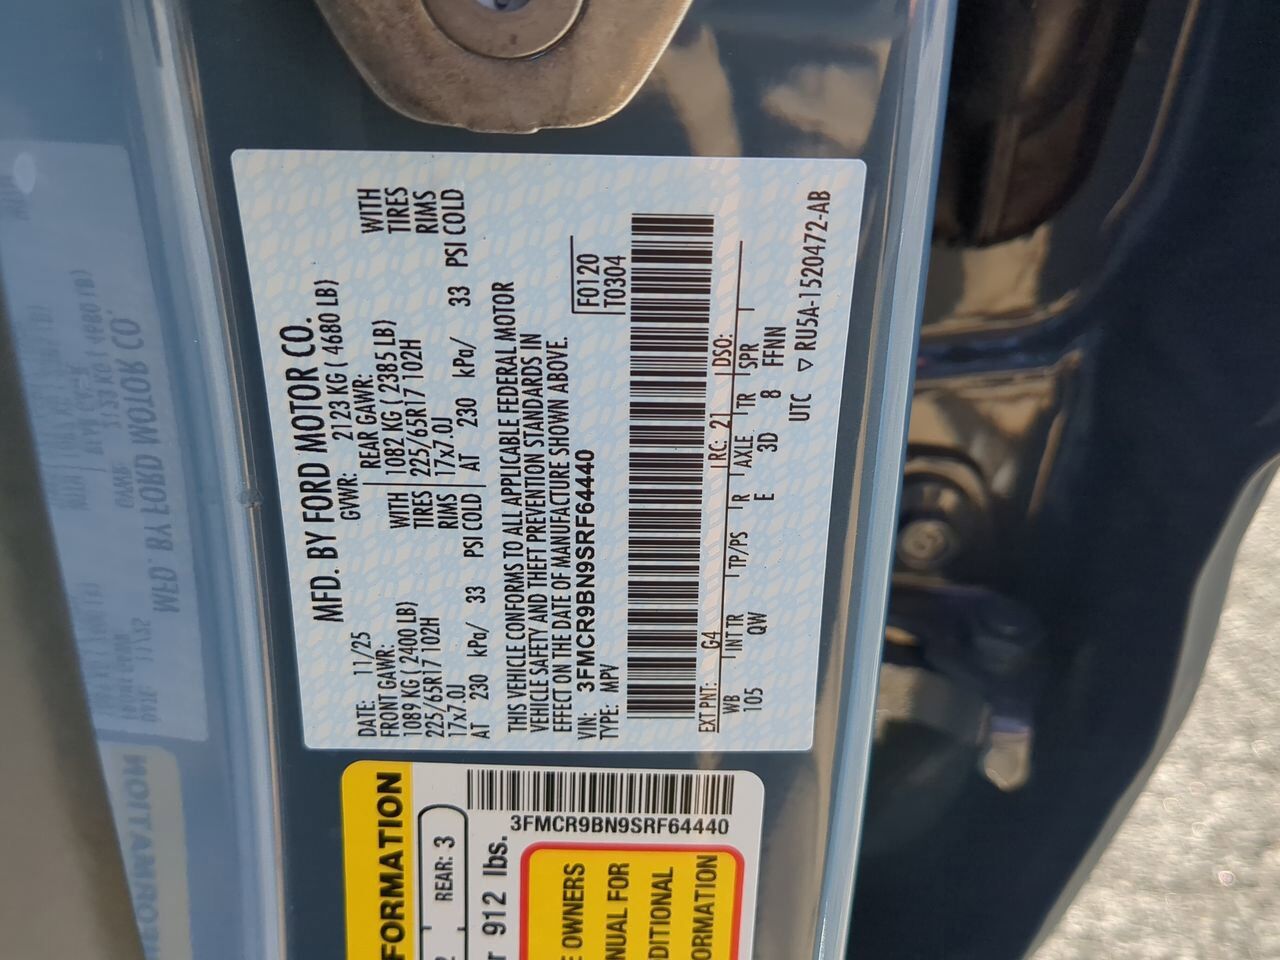 MFD. BY FORD MOTOR CO.
DATE: 11/25 GVWR: 2123 KG ( 4680 LB)
FRONT GAWR: REAR GAWR:
1089 KG ( 2400 LB) WITH 1082 KG ( 2385 LB) WITH
225/65R17 102H TIRES 225/65R17 102H TIRES
17x7.0J RIMS 17x7.0J RIMS
AT 230 kPa/ 33 PSI COLD AT 230 kPa/ 33 PSI COLD
THIS VEHICLE CONFORMS TO ALL APPLICABLE FEDERAL MOTOR
VEHICLE SAFETY AND THEFT PREVENTION STANDARDS IN
EFFECT ON THE DATE OF MANUFACTURE SHOWN ABOVE.
VIN: 3FMCR9BN9SRF64440 F0120
TYPE: MPV T0304
EXT PNT: G4 RC: 21 DSO:
WB INT TR TP/PS R AXLE TR SPR
105 QW E 3D 8 FFNN
UTC ▽ RU5A-1520472-AB
FORMATION
REAR: 3
912 lbs.
3FMCR9BN9SRF64440
OWNERS
NUAL FOR
DITIONAL
ORMATION